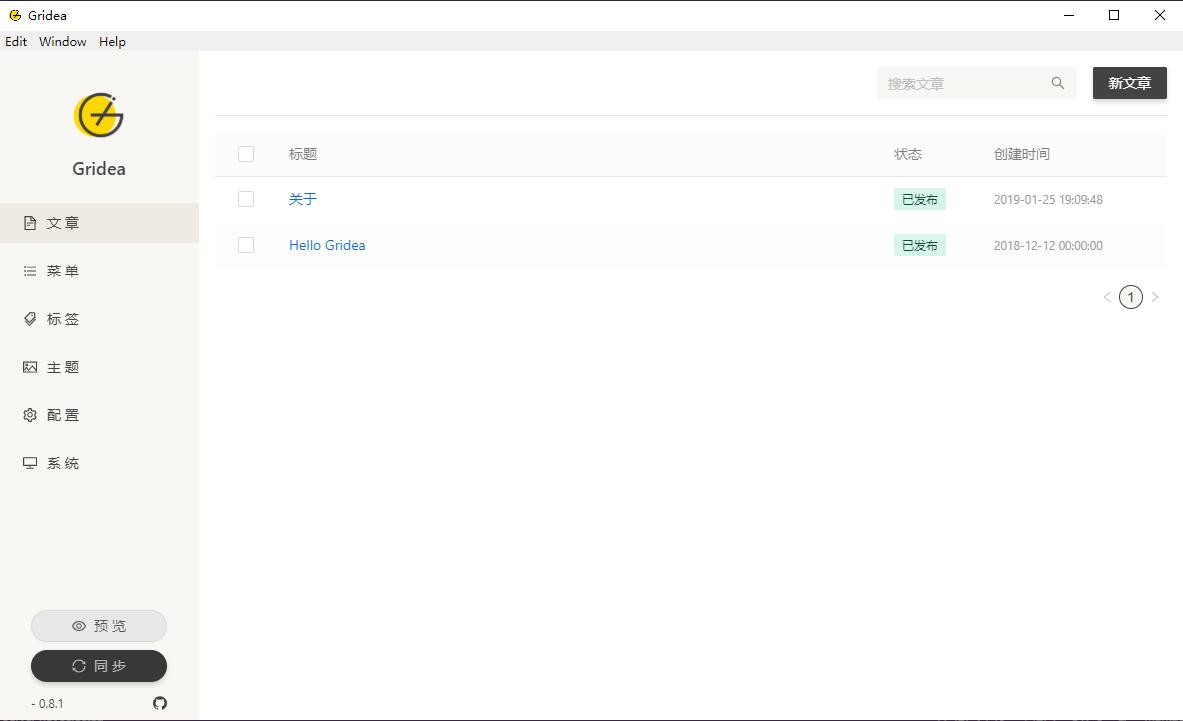 Gridea
Edit Window Help
Gridea
文章
菜单
标签
主题
配置
系统
预览
同步
- 0.8.1
搜索文章
新文章
标题 状态 创建时间
关于 已发布 2019-01-25 19:09:48
Hello Gridea 已发布 2018-12-12 00:00:00
1